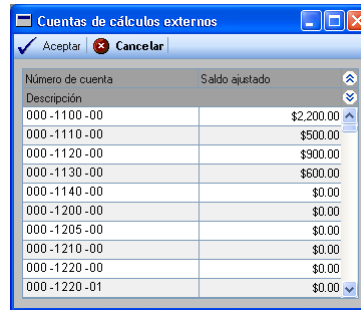 Cuentas de cálculos externos
Aceptar Cancelar
Número de cuenta Saldo ajustado
Descripción
000 -1100 -00 $2,200.00
000 -1110 -00 $500.00
000 -1120 -00 $900.00
000 -1130 -00 $600.00
000 -1140 -00 $0.00
000 -1200 -00 $0.00
000 -1205 -00 $0.00
000 -1210 -00 $0.00
000 -1220 -00 $0.00
000 -1220 -01 $0.00